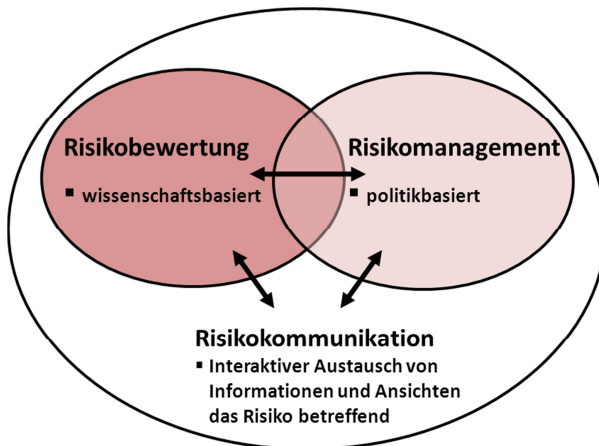 Risikobewertung
▪ wissenschaftsbasiert
Risikomanagement
▪ politikbasiert
Risikokommunikation
▪ Interaktiver Austausch von
Informationen und Ansichten
das Risiko betreffend